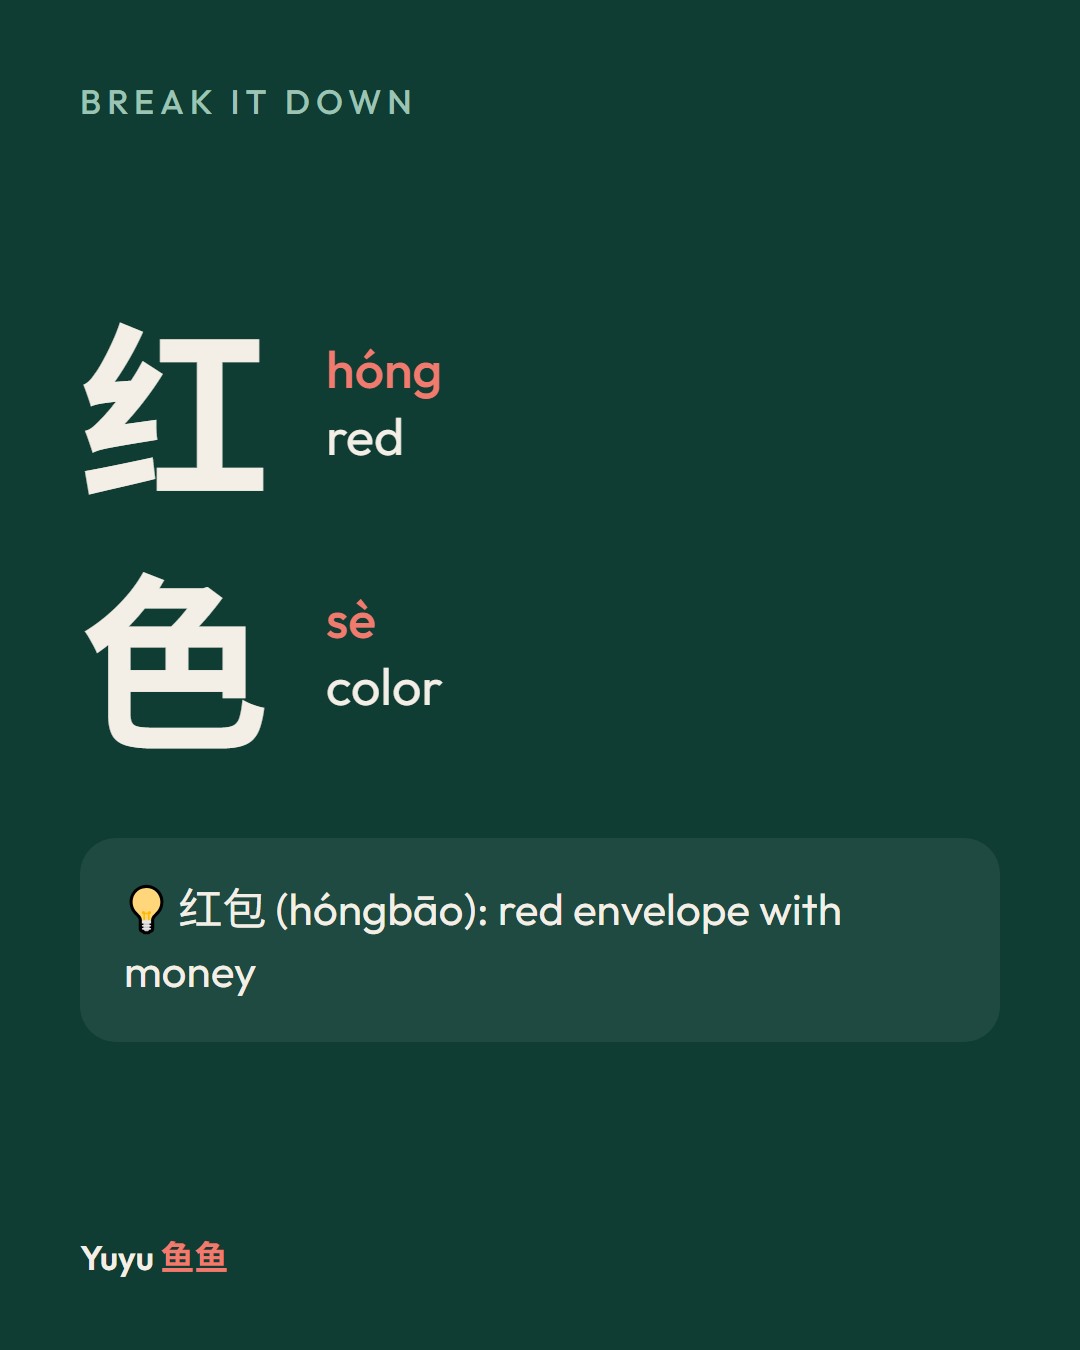 BREAK IT DOWN
红
hóng
red
色
sè
color
💡 红包 (hóngbāo): red envelope with
money
Yuyu 鱼鱼